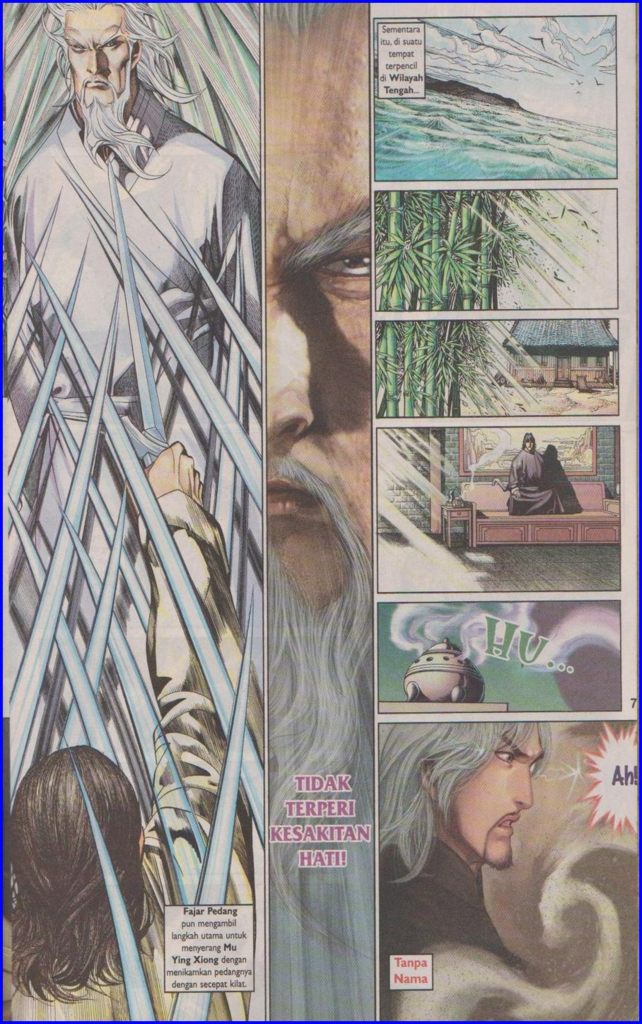 Fajar Pedang
pun mengambil
langkah utama untuk
menyerang Mu
Ying Xiong dengan
menikamkan pedangnya
dengan secepat kilat.
TIDAK
TERPERI
KESAKITAN
HATI!
Sementara
itu, di suatu
tempat
terpencil
di Wilayah
Tengah...
HU...
7
Ah!
Tanpa
Nama